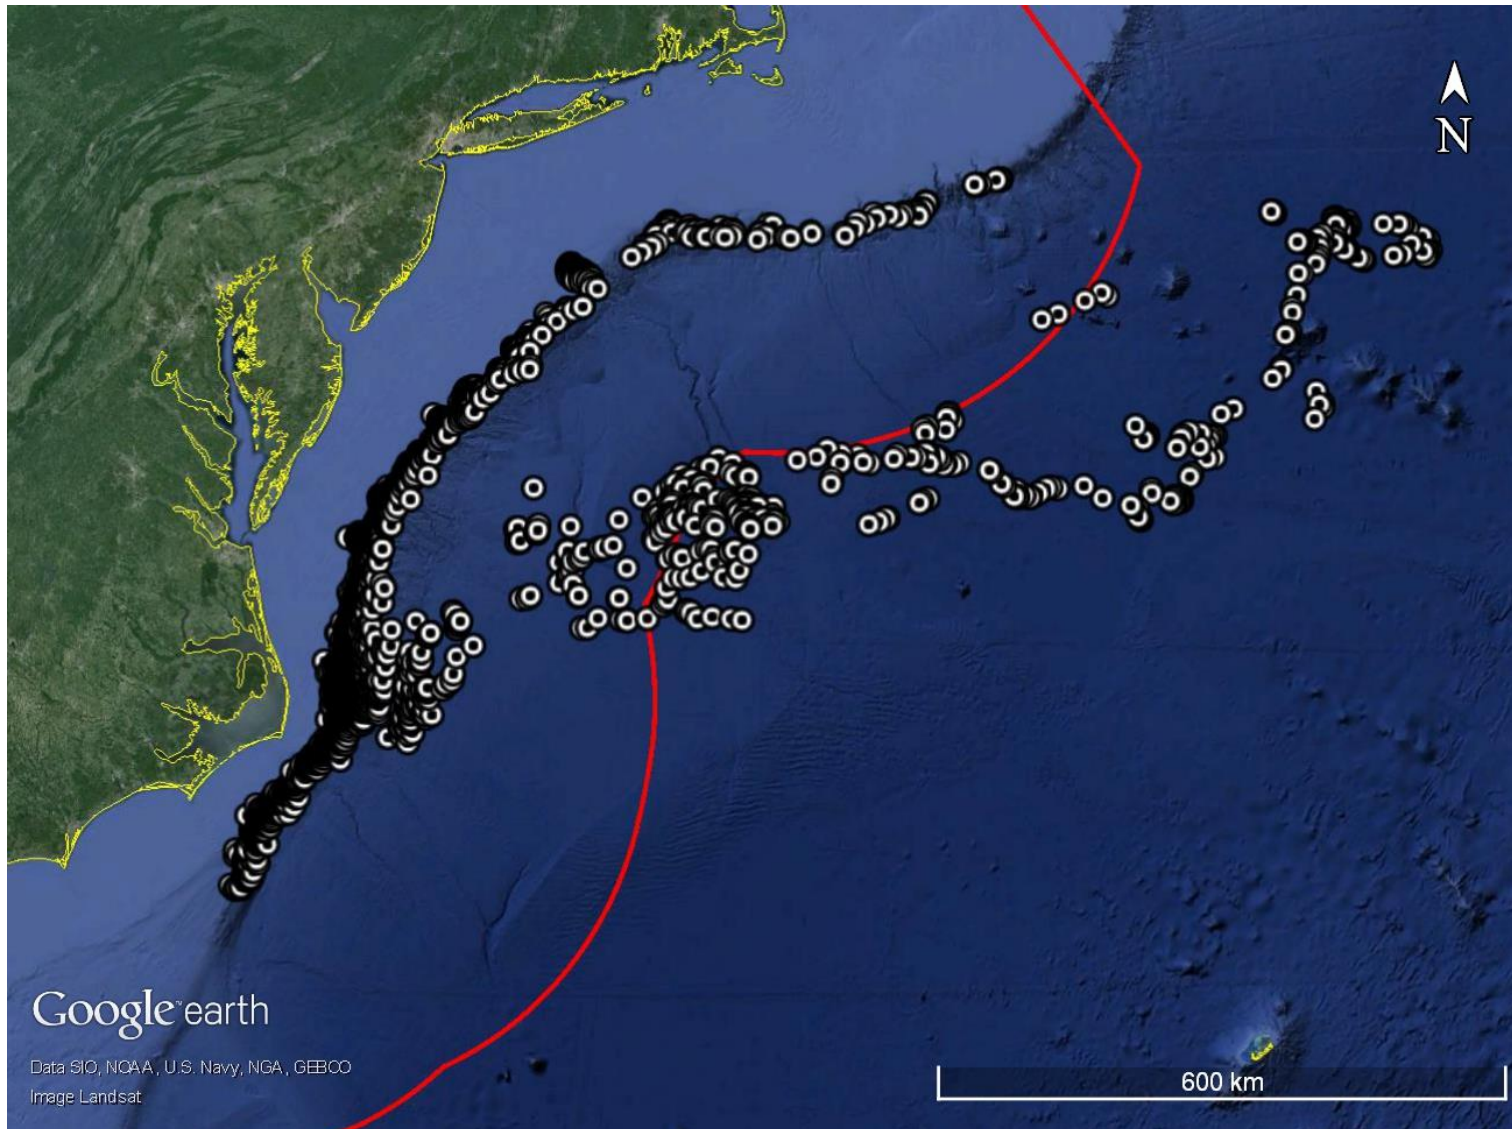 N
Google earth
Data SIO, NOAA, U.S. Navy, NGA, GEBCO
Image Landsat
600 km